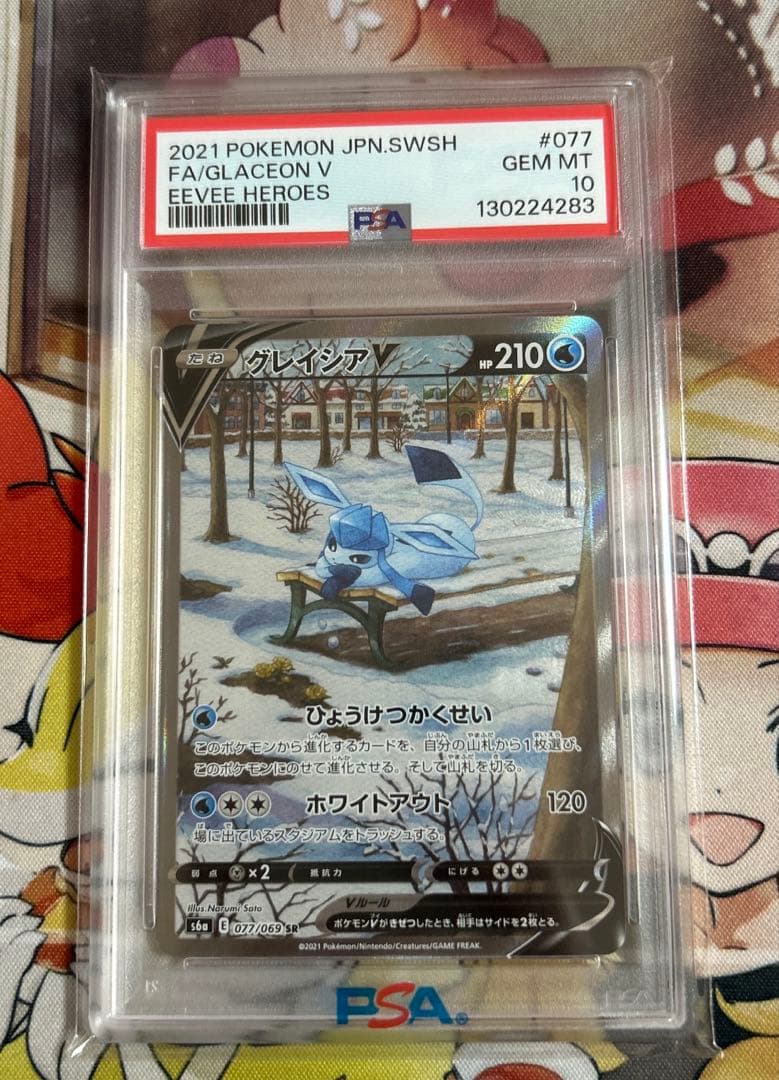 2021 POKEMON JPN.SWSH #077
FA/GLACEON V GEM MT
EEVEE HEROES 10
130224283
PSA
たね グレイシアV HP210
ひょうけつかくせい
このポケモンから進化するカードを、自分の山札から1枚選び、
このポケモンにのせて進化させる。そして山札を切る。
ホワイトアウト 120
場に出ているスタジアムをトラッシュする。
弱点 ×2 抵抗力 にげる
Vルール
Illus. Narumi Sato
ポケモンVがきぜつしたとき、相手はサイドを2枚とる。
s6a E 077/069 SR
©2021 Pokémon/Nintendo/Creatures/GAME FREAK.
PSA®